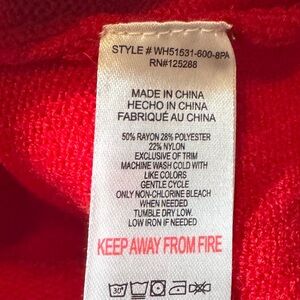 STYLE # WH51531-600-8PA
RN#125288
MADE IN CHINA
HECHO IN CHINA
FABRIQUÉ AU CHINA
50% RAYON 28% POLYESTER
22% NYLON
EXCLUSIVE OF TRIM
MACHINE WASH COLD WITH
LIKE COLORS
GENTLE CYCLE
ONLY NON-CHLORINE BLEACH
WHEN NEEDED
TUMBLE DRY LOW.
LOW IRON IF NEEDED
KEEP AWAY FROM FIRE
30°